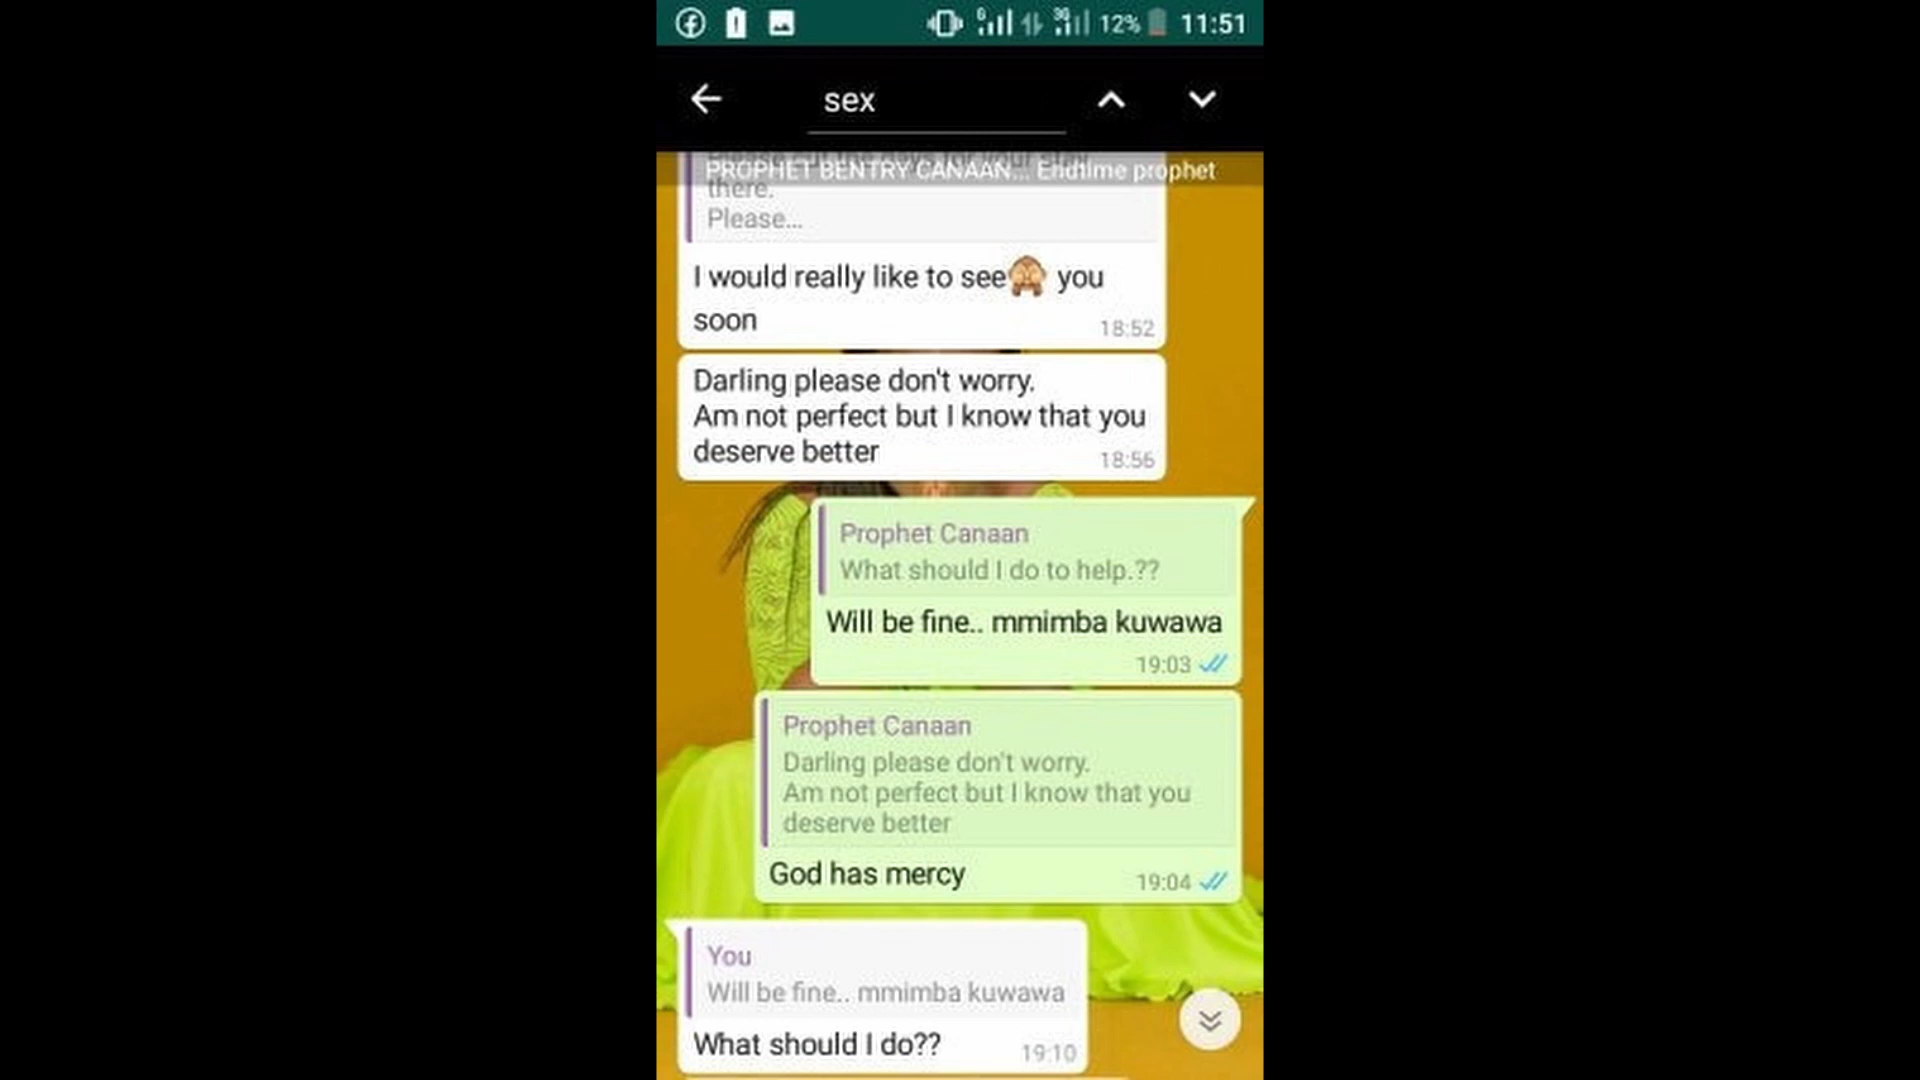 12% 11:51
sex
PROPHET BENTRY CANAAN... Endtime prophet
there.
Please...
I would really like to see🙈 you
soon
18:52
Darling please don't worry.
Am not perfect but I know that you
deserve better
18:56
Prophet Canaan
What should I do to help.??
Will be fine.. mmimba kuwawa
19:03
Prophet Canaan
Darling please don't worry.
Am not perfect but I know that you
deserve better
God has mercy
19:04
You
Will be fine.. mmimba kuwawa
What should I do??
19:10